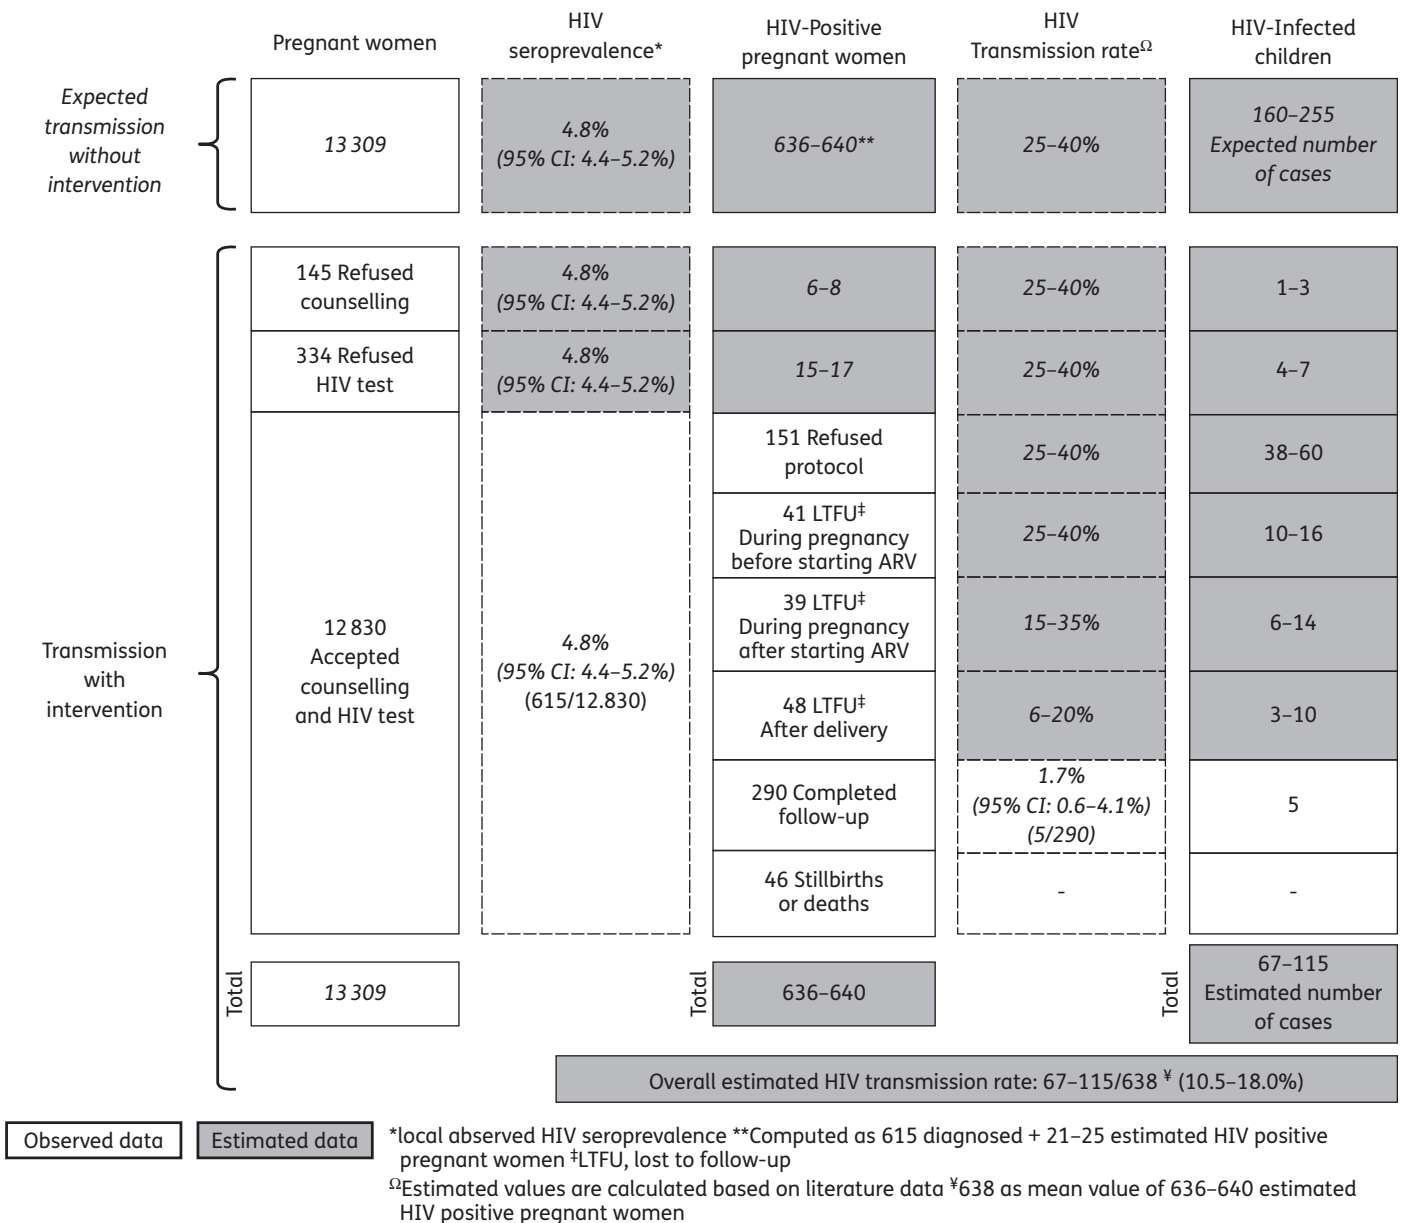 Pregnant women
HIV
seroprevalence*
HIV-Positive
pregnant women
HIV
Transmission rateΩ
HIV-Infected
children
Expected
transmission
without
intervention
13 309
4.8%
(95% CI: 4.4–5.2%)
636–640**
25–40%
160–255
Expected number
of cases
Transmission
with
intervention
145 Refused
counselling
4.8%
(95% CI: 4.4–5.2%)
6–8
25–40%
1–3
334 Refused
HIV test
4.8%
(95% CI: 4.4–5.2%)
15–17
25–40%
4–7
12 830
Accepted
counselling
and HIV test
4.8%
(95% CI: 4.4–5.2%)
(615/12.830)
151 Refused
protocol
25–40%
38–60
41 LTFU‡
During pregnancy
before starting ARV
25–40%
10–16
39 LTFU‡
During pregnancy
after starting ARV
15–35%
6–14
48 LTFU‡
After delivery
6–20%
3–10
290 Completed
follow-up
1.7%
(95% CI: 0.6–4.1%)
(5/290)
5
46 Stillbirths
or deaths
-
-
Total
13 309
Total
636–640
Total
67–115
Estimated number
of cases
Overall estimated HIV transmission rate: 67–115/638 ¥ (10.5–18.0%)
Observed data
Estimated data
*local observed HIV seroprevalence **Computed as 615 diagnosed + 21–25 estimated HIV positive
pregnant women ‡LTFU, lost to follow-up
ΩEstimated values are calculated based on literature data ¥638 as mean value of 636–640 estimated
HIV positive pregnant women